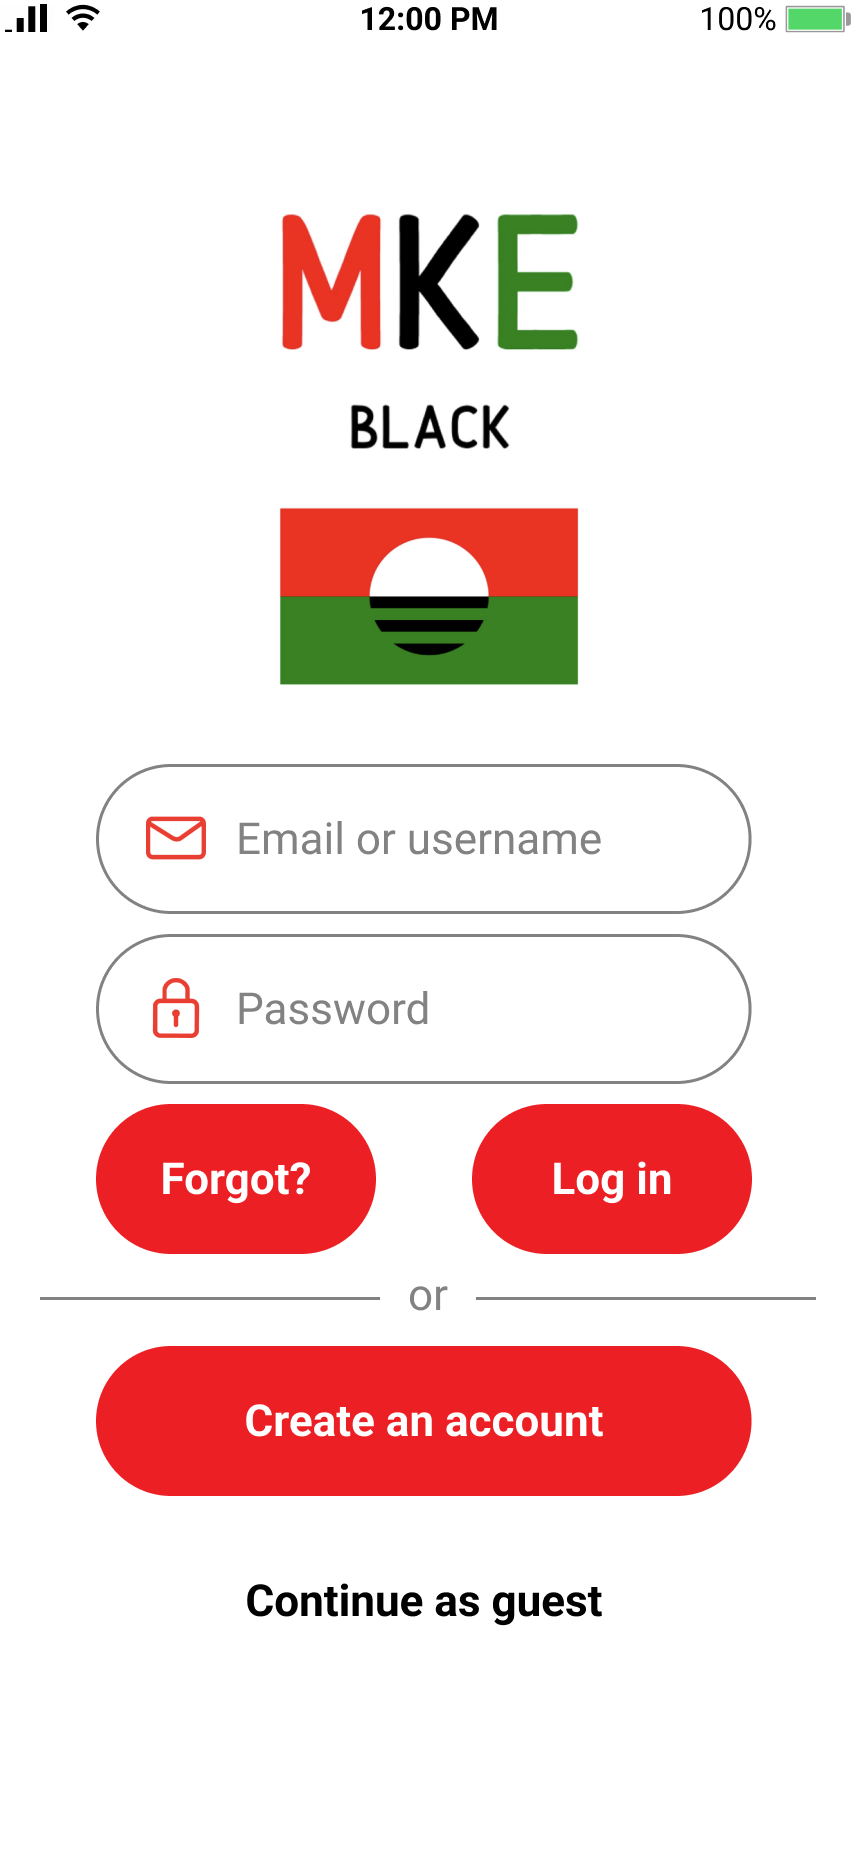 12:00 PM
100%
MKE
BLACK
Email or username
Password
Forgot?
Log in
or
Create an account
Continue as guest